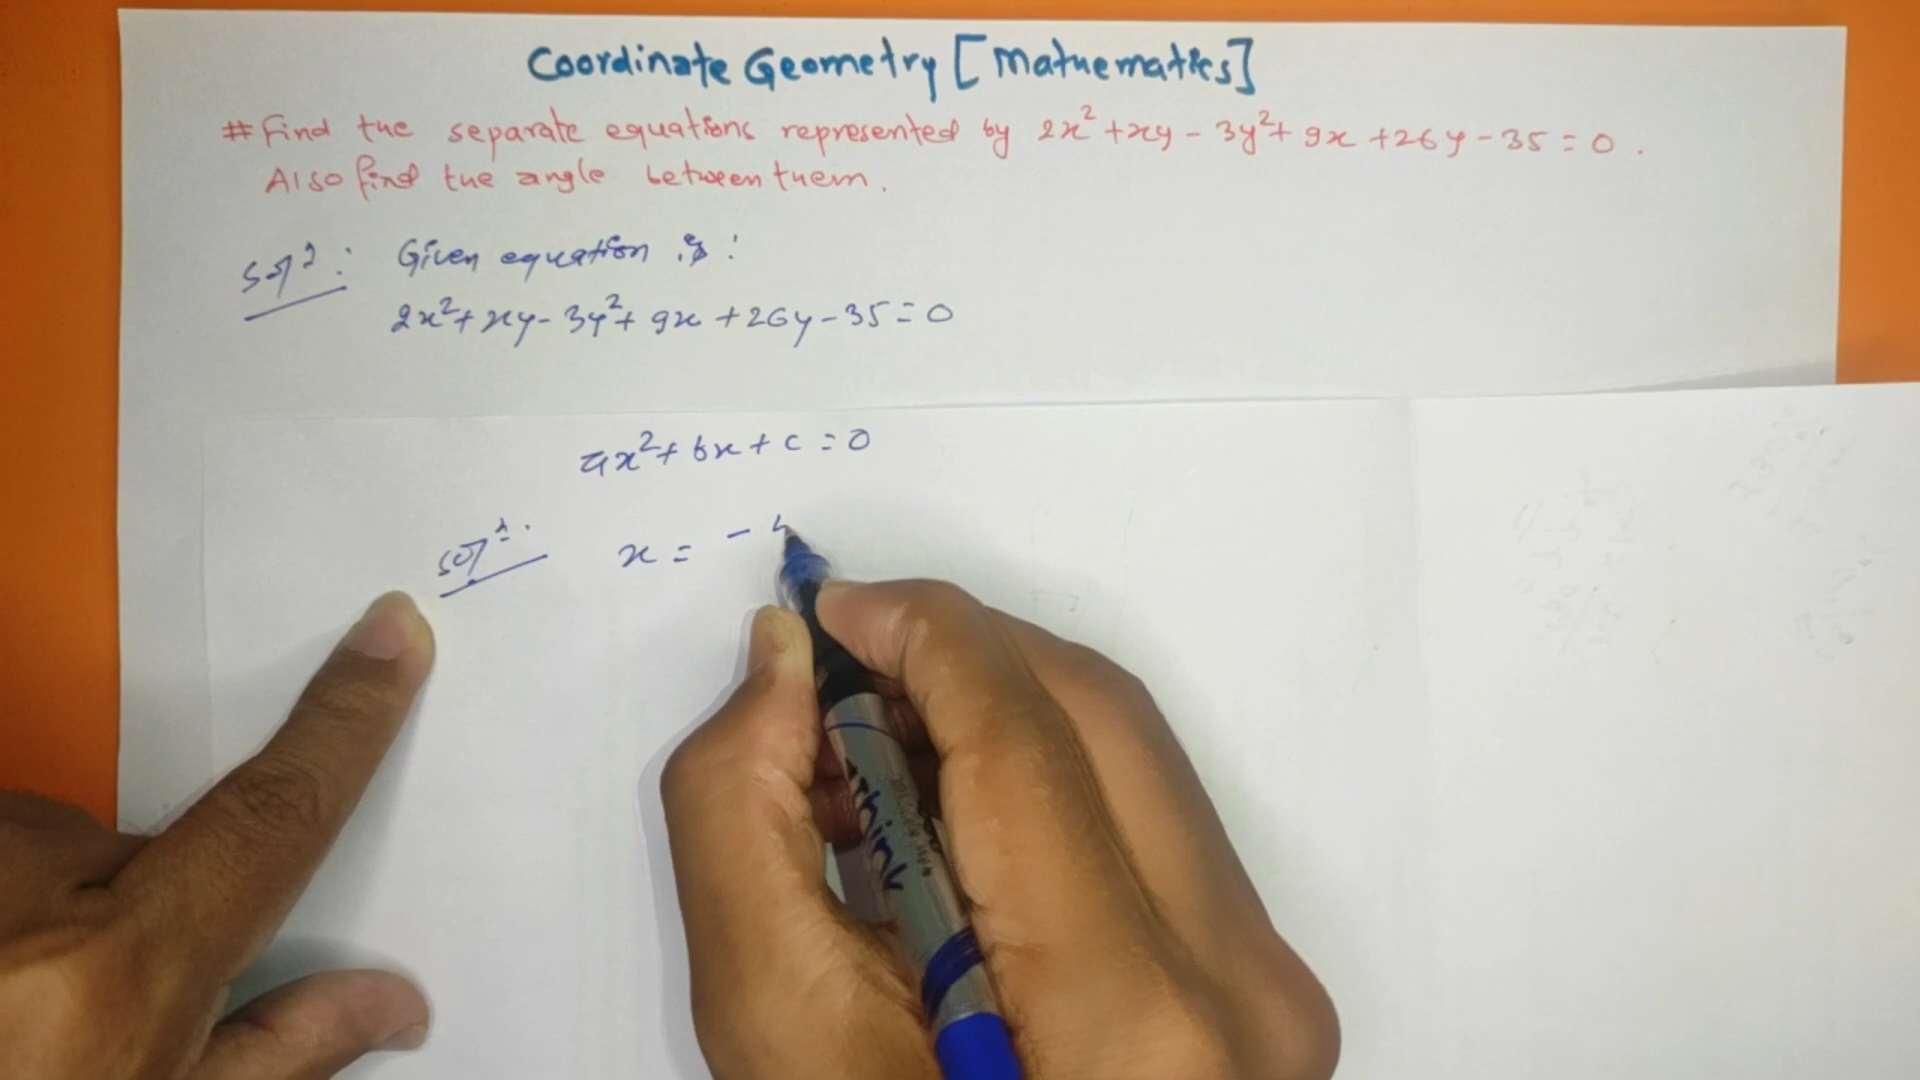 Coordinate Geometry [Mathematics]
# Find the separate equations represented by 2x² + xy - 3y² + 9x + 26y - 35 = 0 .
Also find the angle between them.
Solⁿ: Given equation is :
2x² + xy - 3y² + 9x + 26y - 35 = 0
ax² + bx + c = 0
Solⁿ. x = -
think